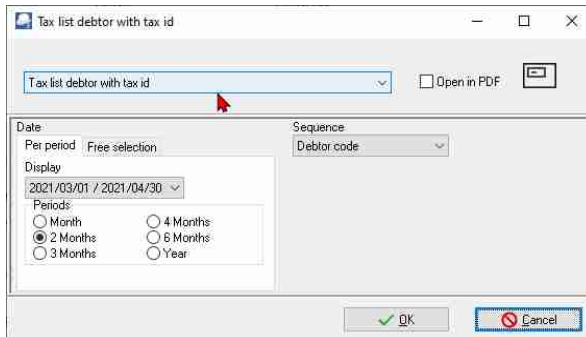 Tax list debtor with tax id
Tax list debtor with tax id
Open in PDF
Date
Sequence
Per period Free selection
Debtor code
Display
2021/03/01 / 2021/04/30
Periods
Month 4 Months
2 Months 6 Months
3 Months Year
OK Cancel